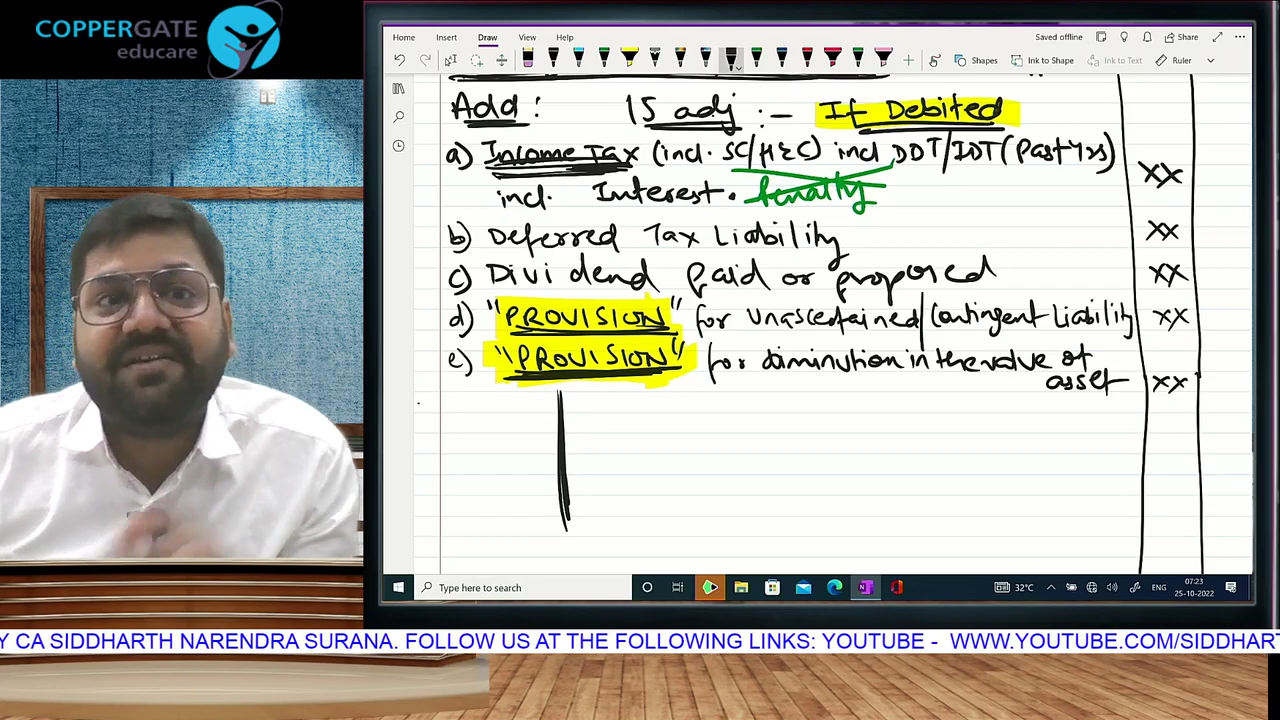 COPPERGATE
educare
Home Insert Draw View Help
Saved offline
Share
Shapes
Ink to Shape
Ink to Text
Ruler
Add: 15 adj :- If Debited
a) Income Tax (incl. SC/H&EC) incl DDT/IDT (Past Yrs) XX
incl. Interest. Penalty
b) Deferred Tax Liability XX
c) Dividend paid or proposed XX
d) "PROVISION" for Unascertained/Contingent Liability XX
e) "PROVISION" for diminution in the value of
asset XX
Type here to search
32°C
ENG
07:23
25-10-2022
Y CA SIDDHARTH NARENDRA SURANA. FOLLOW US AT THE FOLLOWING LINKS: YOUTUBE - WWW.YOUTUBE.COM/SIDDHART